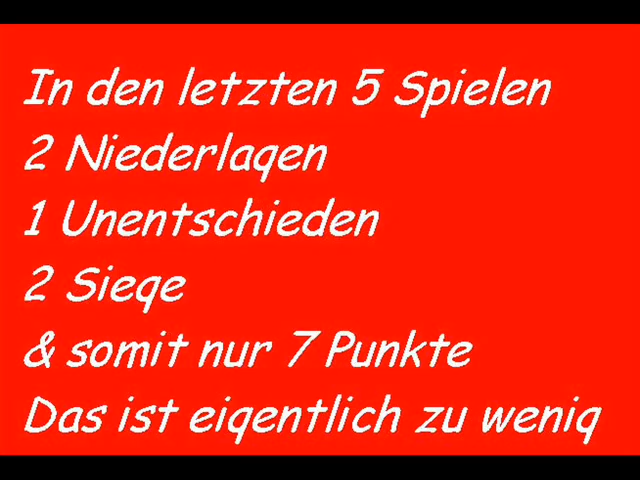 In den letzten 5 Spielen
2 Niederlagen
1 Unentschieden
2 Siege
& somit nur 7 Punkte
Das ist eigentlich zu wenig